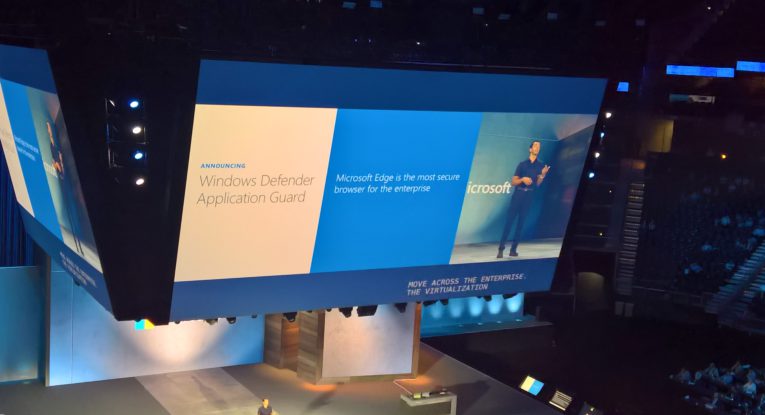 ANNOUNCING
Windows Defender
Application Guard
Microsoft Edge is the most secure
browser for the enterprise
icrosoft
MOVE ACROSS THE ENTERPRISE.
THE VIRTUALIZATION